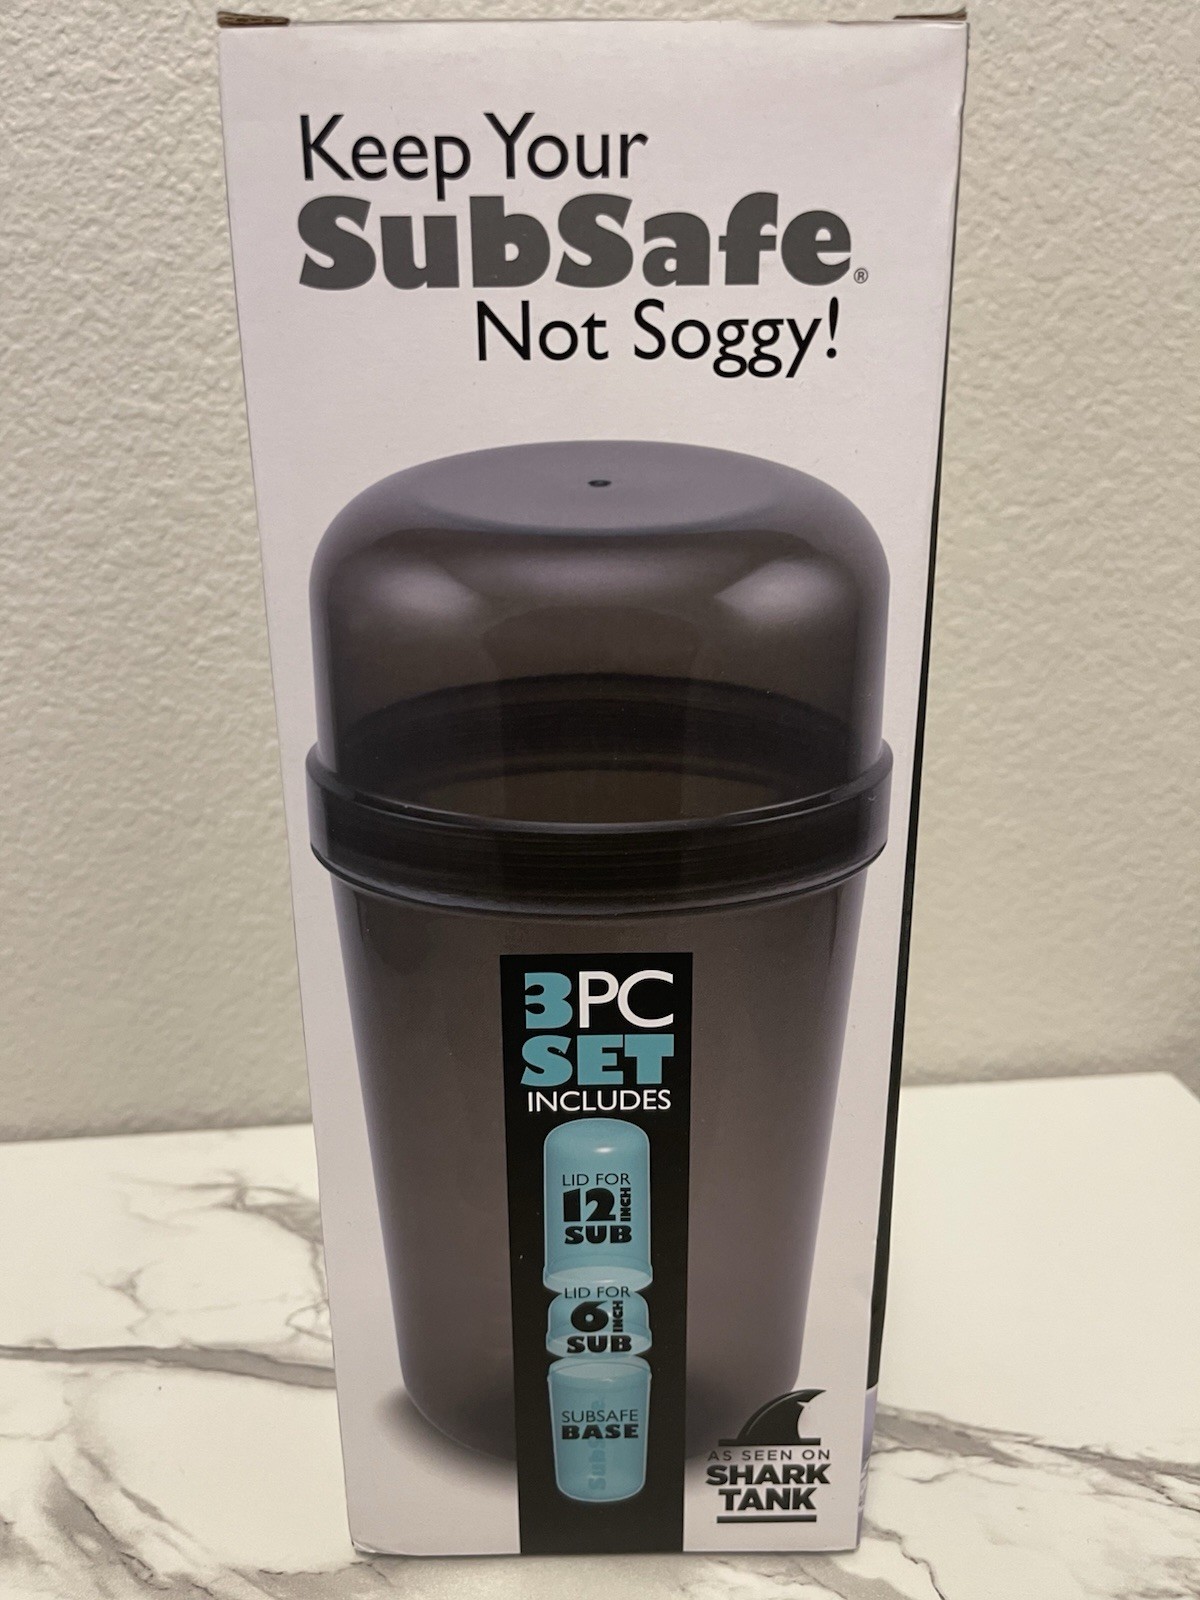 Keep Your
SubSafe®
Not Soggy!
3PC
SET
INCLUDES
LID FOR
12 INCH
SUB
LID FOR
6 INCH
SUB
SUBSAFE
BASE
SubSafe
AS SEEN ON
SHARK
TANK